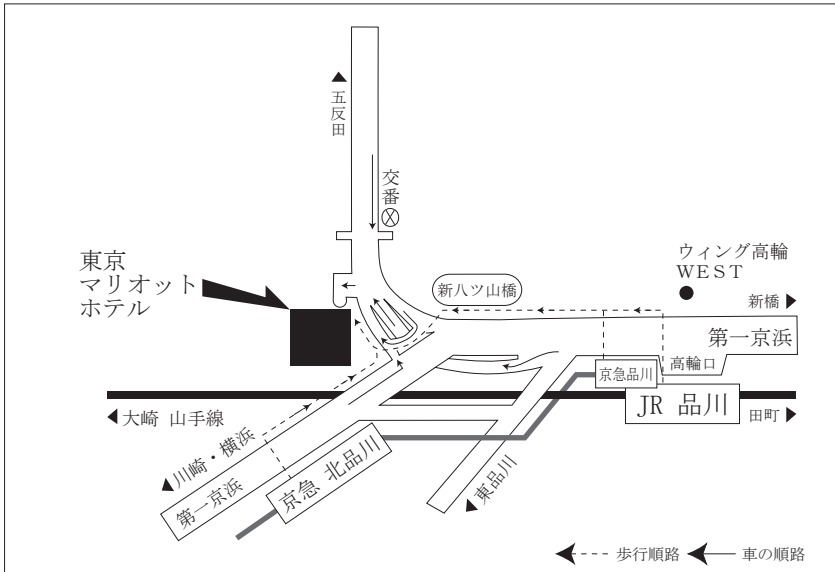 五反田
交番
東京
マリオット
ホテル
新八ツ山橋
ウィング高輪
WEST
新橋
第一京浜
高輪口
京急品川
JR 品川
大崎 山手線
田町
川崎・横浜
第一京浜
京急 北品川
東品川
歩行順路
車の順路